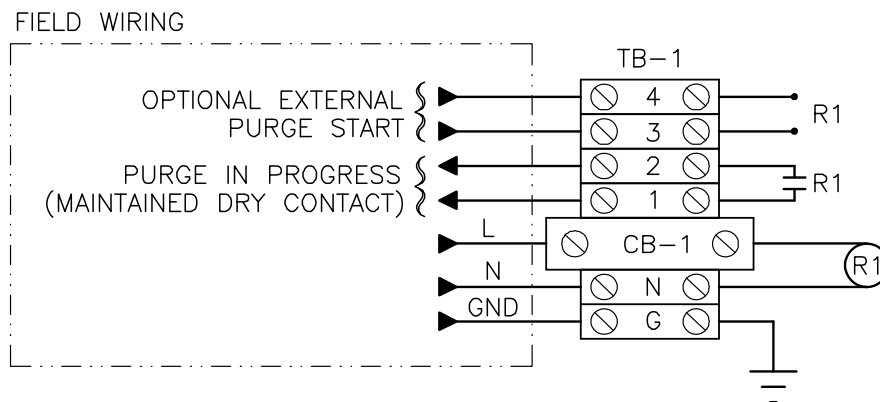 FIELD WIRING
TB-1
OPTIONAL EXTERNAL
PURGE START
4
R1
3
PURGE IN PROGRESS
(MAINTAINED DRY CONTACT)
2
R1
1
L
CB-1
R1
N
N
GND
G